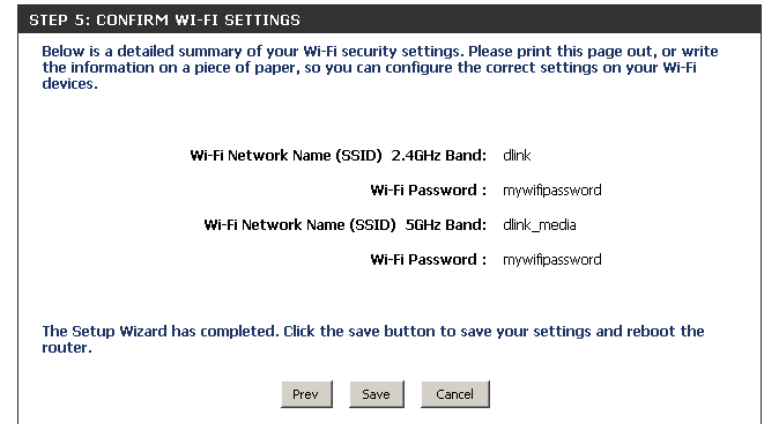 STEP 5: CONFIRM WI-FI SETTINGS
Below is a detailed summary of your Wi-Fi security settings. Please print this page out, or write
the information on a piece of paper, so you can configure the correct settings on your Wi-Fi
devices.
Wi-Fi Network Name (SSID) 2.4GHz Band: dlink
Wi-Fi Password : mywifipassword
Wi-Fi Network Name (SSID) 5GHz Band: dlink_media
Wi-Fi Password : mywifipassword
The Setup Wizard has completed. Click the save button to save your settings and reboot the
router.
Prev Save Cancel